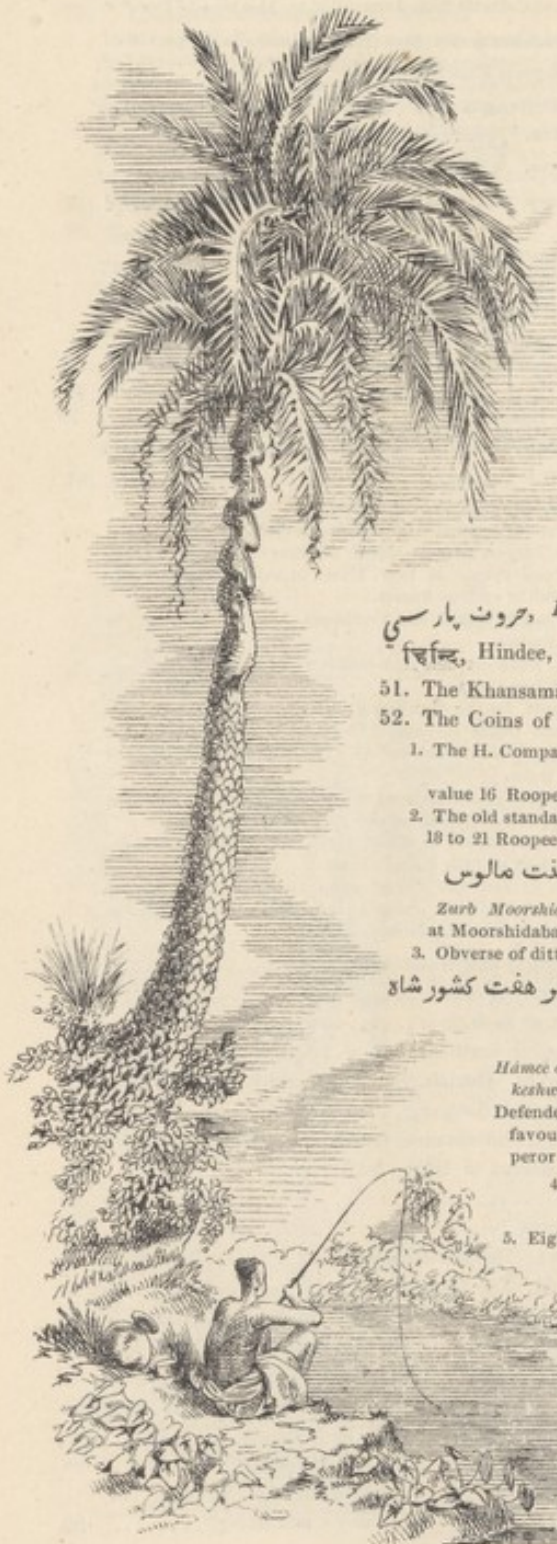 حروف پارسي,
हिन्दि, Hindee,
51. The Khansama
52. The Coins of
1. The H. Compa
value 16 Roope
2. The old standa
18 to 21 Roopee
مالوس
Zurb Moorshid
at Moorshidaba
3. Obverse of ditt
ر هفت كشور شاه
Hámee
keshw
Defende
favou
peror
4
5. Eig